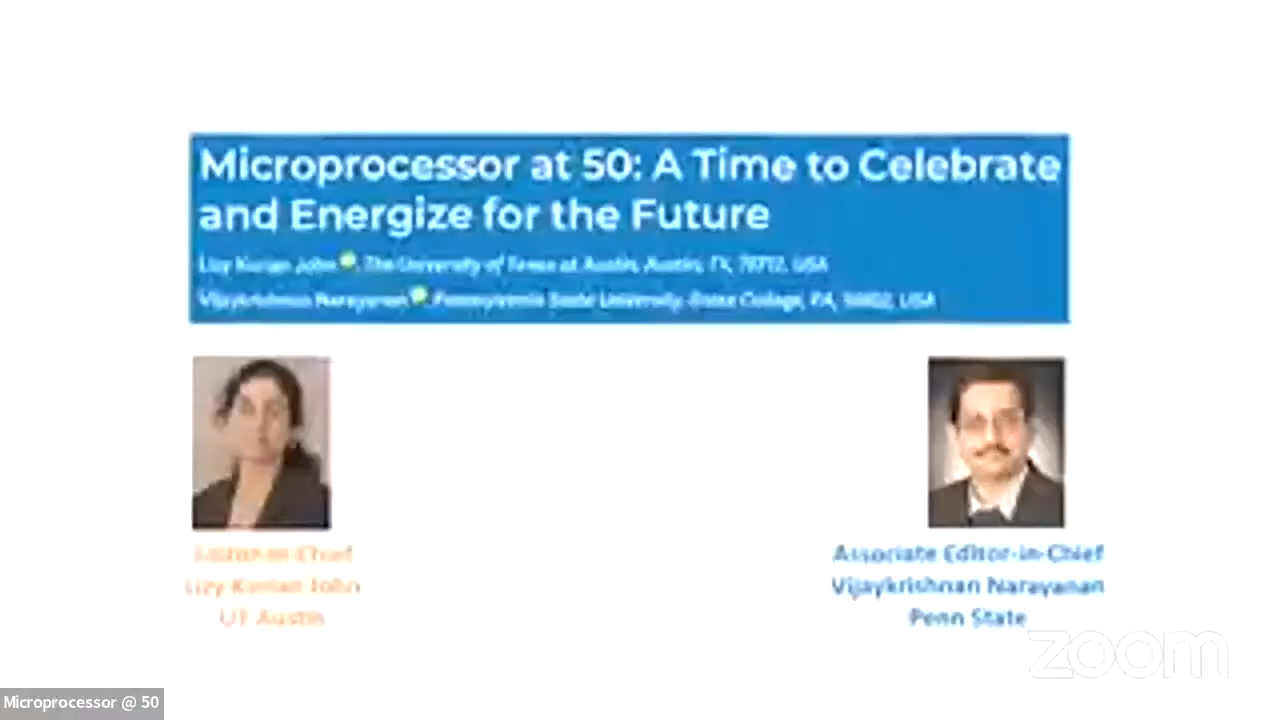 Microprocessor at 50: A Time to Celebrate
and Energize for the Future
Lizy Kurian John, The University of Texas at Austin, Austin, TX, 78712, USA
Vijaykrishnan Narayanan, Pennsylvania State University, State College, PA, 16802, USA
Editor-in-Chief
Lizy Kurian John
UT Austin
Associate Editor-in-Chief
Vijaykrishnan Narayanan
Penn State
zoom
Microprocessor @ 50